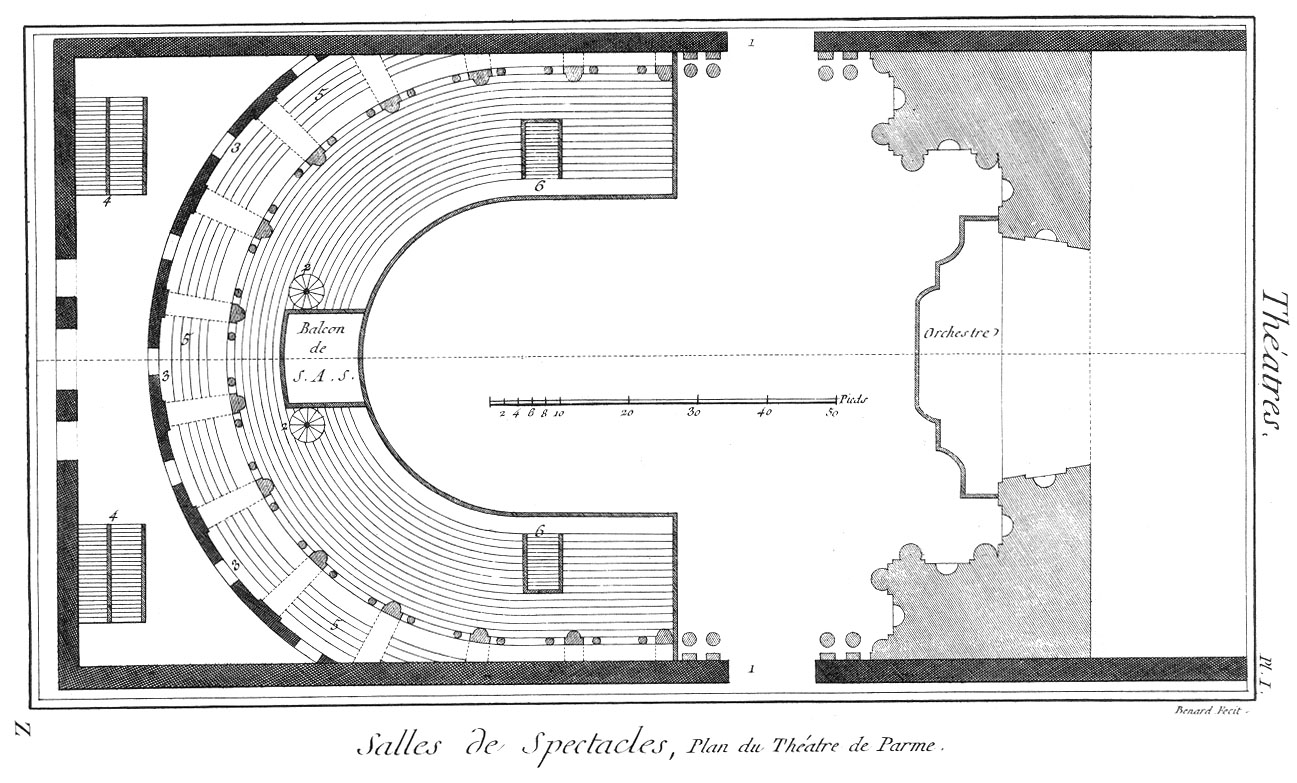 1
5
3
4
6
2
Balcon
de
S. A. S.
5
3
2
Orchestre
Pieds
2 4 6 8 10 20 30 40 50
4
6
3
5
1
Théatres,
Pl. I.
Benard Fecit.
Z
Salles de Spectacles, Plan du Théatre de Parme.